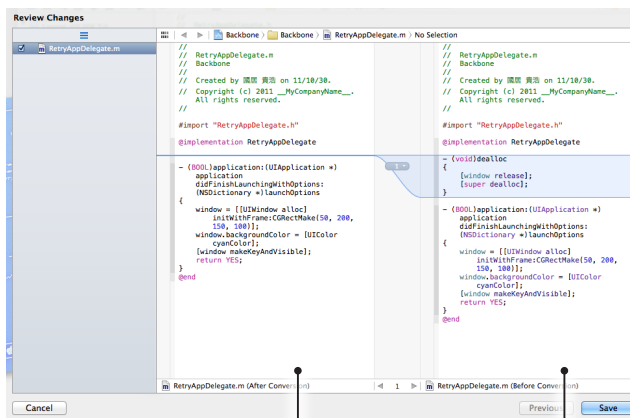 Review Changes
Backbone
Backbone
RetryAppDelegate.m
No Selection
RetryAppDelegate.m
//
//  RetryAppDelegate.m
//  Backbone
//
//  Created by 國居 貴浩 on 11/10/30.
//  Copyright (c) 2011 __MyCompanyName__.
All rights reserved.
//
#import "RetryAppDelegate.h"
@implementation RetryAppDelegate
- (BOOL)application:(UIApplication *)
application
didFinishLaunchingWithOptions:
(NSDictionary *)launchOptions
{
window = [[UIWindow alloc]
initWithFrame:CGRectMake(50, 200,
150, 100)];
window.backgroundColor = [UIColor
cyanColor];
[window makeKeyAndVisible];
return YES;
}
@end
1
//
//  RetryAppDelegate.m
//  Backbone
//
//  Created by 國居 貴浩 on 11/10/30.
//  Copyright (c) 2011 __MyCompanyName__.
All rights reserved.
//
#import "RetryAppDelegate.h"
@implementation RetryAppDelegate
- (void)dealloc
{
[window release];
[super dealloc];
}
- (BOOL)application:(UIApplication *)
application
didFinishLaunchingWithOptions:
(NSDictionary *)launchOptions
{
window = [[UIWindow alloc]
initWithFrame:CGRectMake(50, 200,
150, 100)];
window.backgroundColor = [UIColor
cyanColor];
[window makeKeyAndVisible];
return YES;
}
@end
RetryAppDelegate.m (After Conversion)
1
RetryAppDelegate.m (Before Conversion)
Cancel
Previous
Save